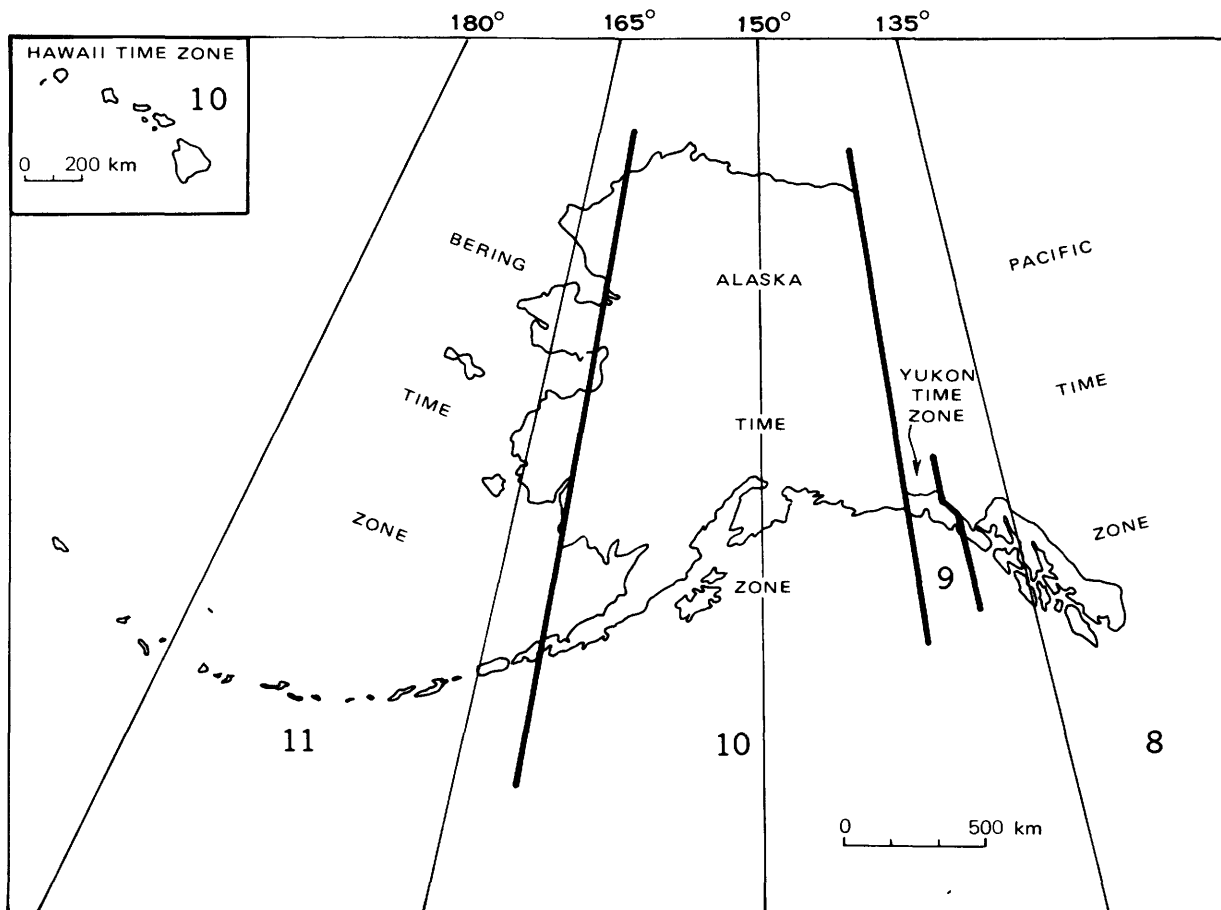 180°
165°
150°
135°
HAWAII TIME ZONE
10
0 200 km
BERING
TIME
ZONE
11
ALASKA
TIME
ZONE
10
YUKON
TIME
ZONE
9
PACIFIC
TIME
ZONE
8
0 500 km